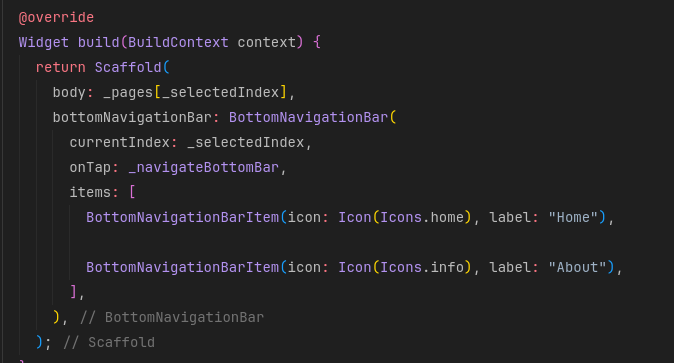 @override
Widget build(BuildContext context) {
return Scaffold(
body: _pages[_selectedIndex],
bottomNavigationBar: BottomNavigationBar(
currentIndex: _selectedIndex,
onTap: _navigateBottomBar,
items: [
BottomNavigationBarItem(icon: Icon(Icons.home), label: "Home"),
BottomNavigationBarItem(icon: Icon(Icons.info), label: "About"),
],
), // BottomNavigationBar
); // Scaffold
}